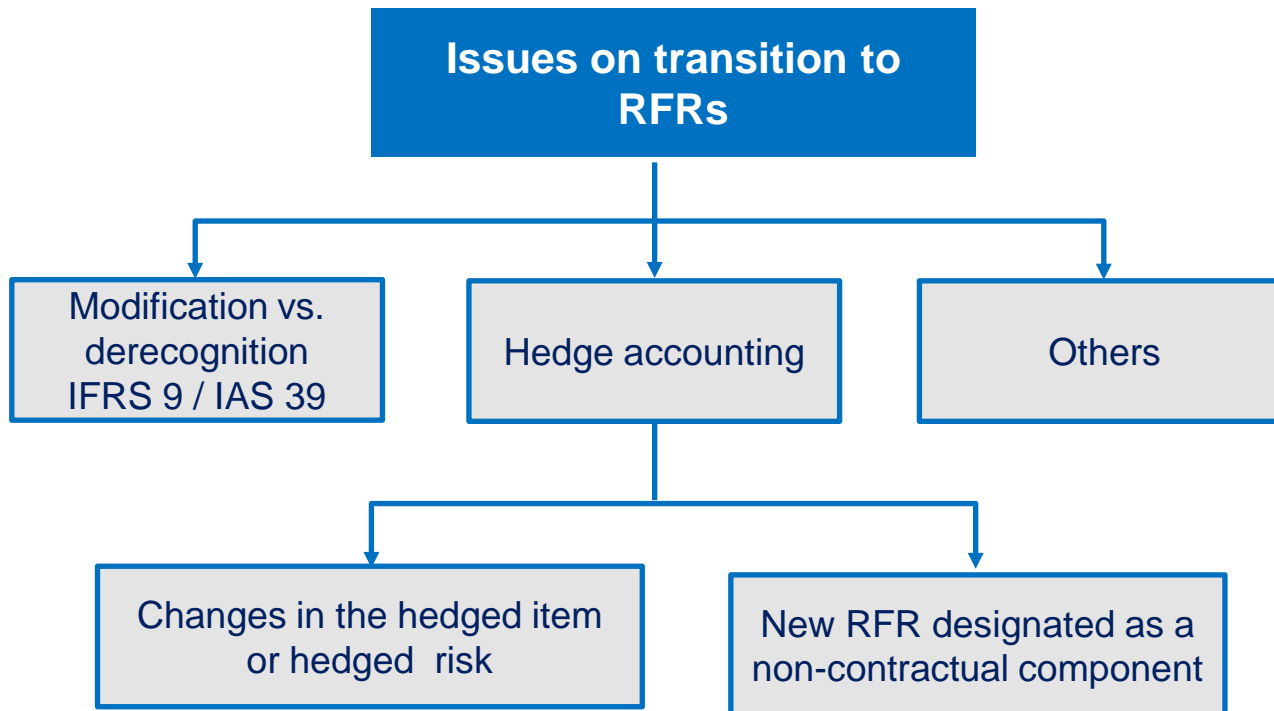 Issues on transition to
RFRs
Modification vs.
derecognition
IFRS 9 / IAS 39
Hedge accounting
Others
Changes in the hedged item
or hedged risk
New RFR designated as a
non-contractual component